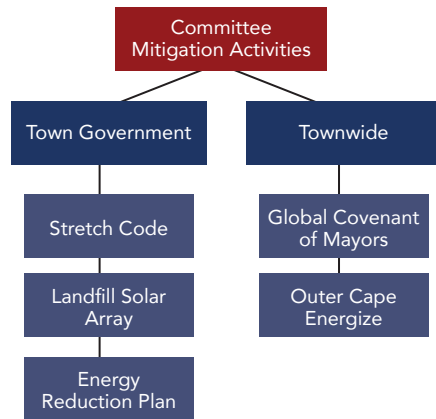 Committee
Mitigation Activities
Town Government
Townwide
Stretch Code
Global Covenant
of Mayors
Landfill Solar
Array
Outer Cape
Energize
Energy
Reduction Plan